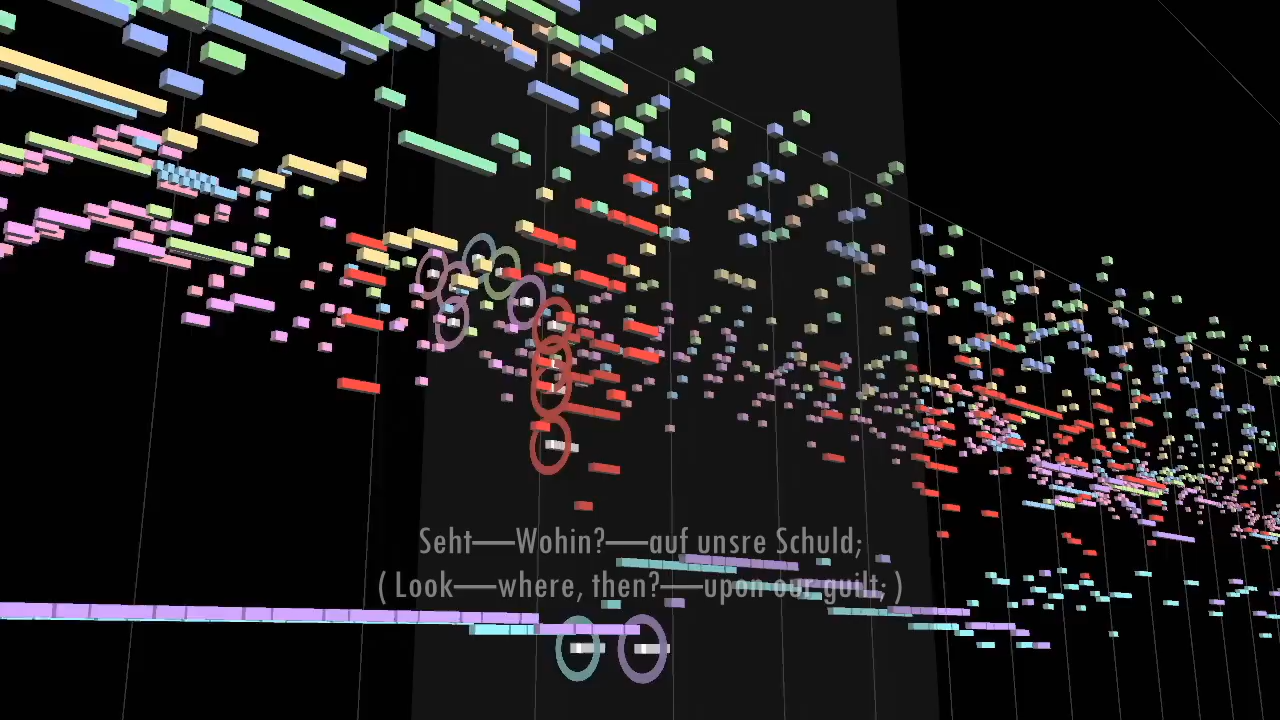 Seht——Wohin?——auf unsre Schuld;
( Look——where, then?——upon our guilt; )